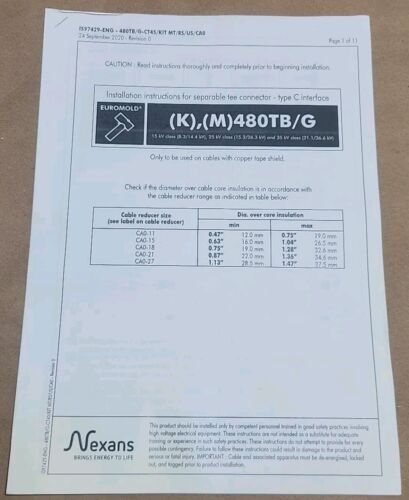 IS97429-ENG - 480TB/G-CT4S/KIT MT/RS/US/CA0
24 September 2020 - Revision 0
Page 1 of 11
CAUTION : Read instructions thoroughly and completely prior to beginning installation.
Installation instructions for separable tee connector - type C interface
EUROMOLD®
(K),(M)480TB/G
15 kV class (8.3/14.4 kV), 25 kV class (15.2/26.3 kV) and 35 kV class (21.1/36.6 kV)
Only to be used on cables with copper tape shield.
Check if the diameter over cable core insulation is in accordance with
the cable reducer range as indicated in table below:
Cable reducer size
(see label on cable reducer)
Dia. over core insulation
min max
CA0-11 0.47" 12.0 mm 0.75" 19.0 mm
CA0-15 0.63" 16.0 mm 1.04" 26.5 mm
CA0-18 0.75" 19.0 mm 1.28" 32.6 mm
CA0-21 0.87" 22.0 mm 1.36" 34.6 mm
CA0-27 1.13" 28.5 mm 1.47" 37.5 mm
Nexans
BRINGS ENERGY TO LIFE
This product should be installed only by competent personnel trained in good safety practices involving
high voltage electrical equipment. These instructions are not intended as a substitute for adequate
training or experience in such safety practices. These instructions do not attempt to provide for every
possible contingency. Failure to follow these instructions could result in damage to the product and
serious or fatal injury. IMPORTANT : Cable and associated apparatus must be de-energised, locked
out, and tagged prior to product installation.